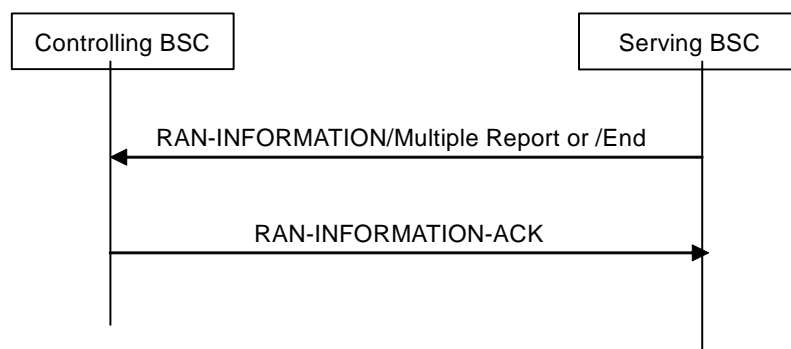 Controlling BSC
Serving BSC
RAN-INFORMATION/Multiple Report or /End
RAN-INFORMATION-ACK